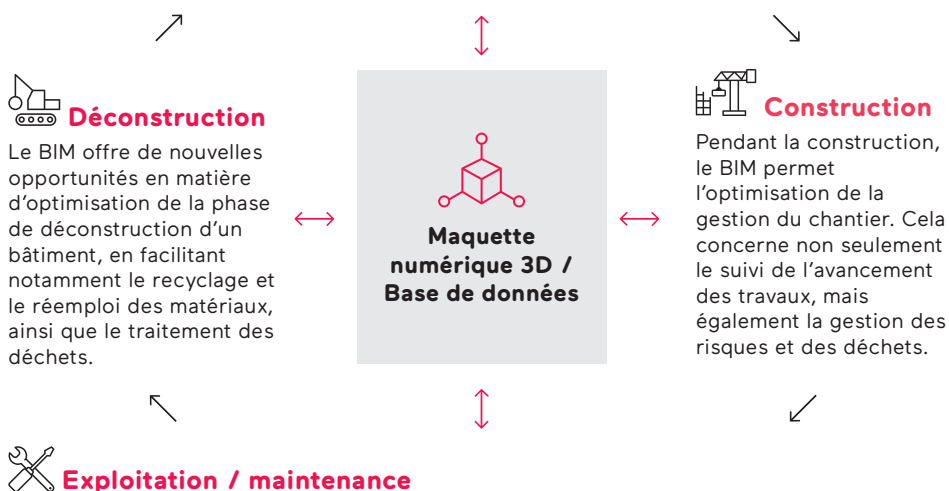 Déconstruction
Le BIM offre de nouvelles
opportunités en matière
d’optimisation de la phase
de déconstruction d’un
bâtiment, en facilitant
notamment le recyclage et
le réemploi des matériaux,
ainsi que le traitement des
déchets.
Maquette
numérique 3D /
Base de données
Construction
Pendant la construction,
le BIM permet
l’optimisation de la
gestion du chantier. Cela
concerne non seulement
le suivi de l’avancement
des travaux, mais
également la gestion des
risques et des déchets.
Exploitation / maintenance